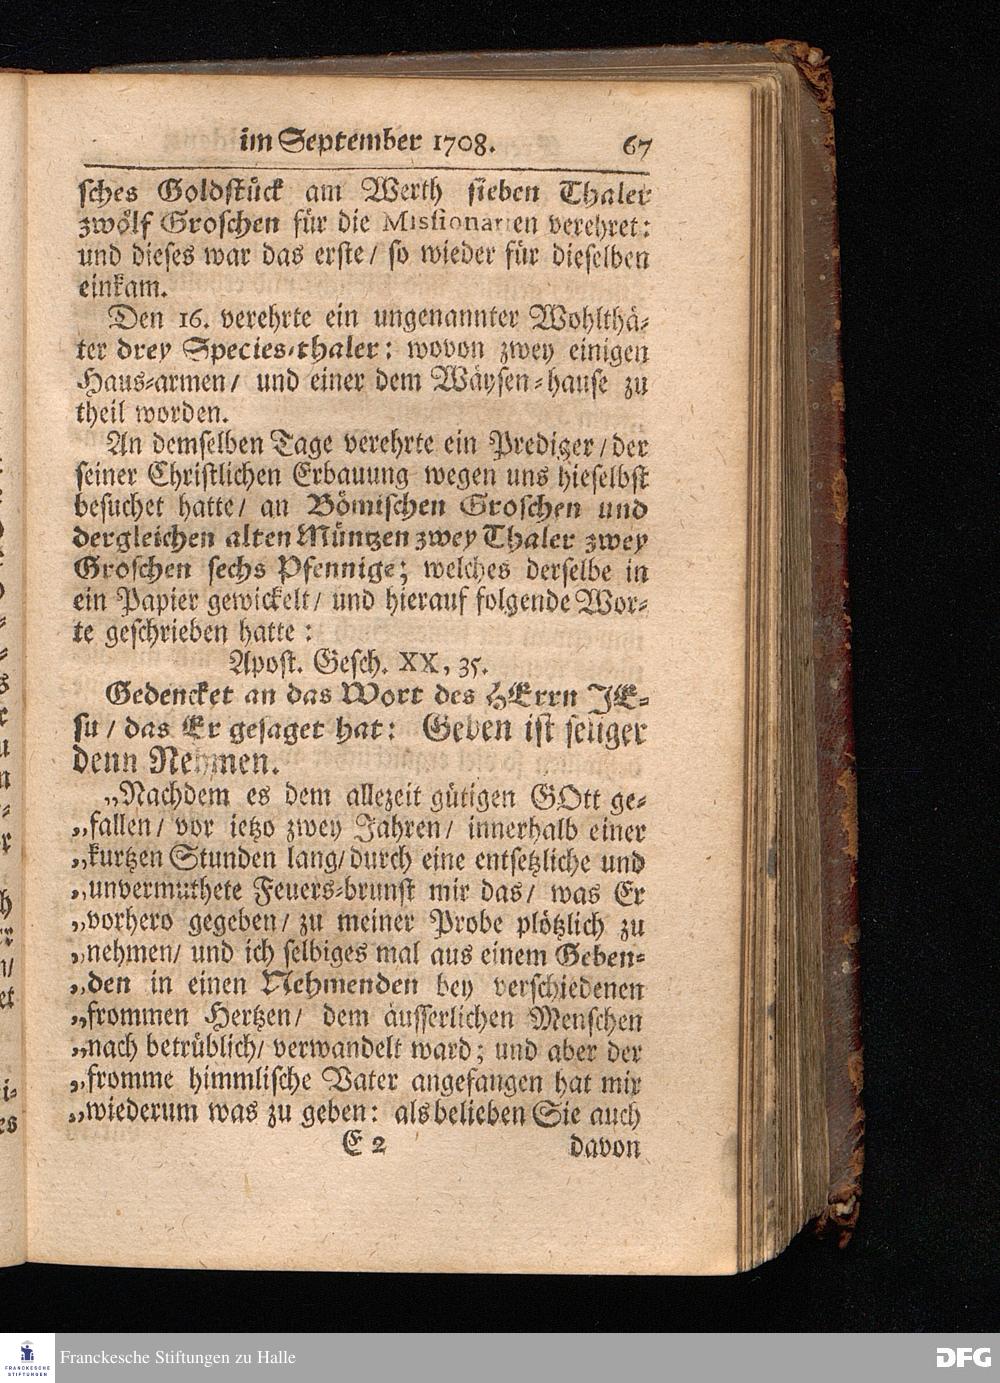 im September 1708. 67
sches Goldstück am Werth sieben Thaler
zwölf Groschen für die Missionarien verehret:
und dieses war das erste/ so wieder für dieselben
einkam.
Den 16. verehrte ein ungenannter Wohlthä-
ter drey Species-thaler: wovon zwey einigen
Haus-armen/ und einer dem Wäysen-hause zu
theil worden.
An demselben Tage verehrte ein Prediger/ der
seiner Christlichen Erbauung wegen uns hieselbst
besuchet hatte/ an Bömischen Groschen und
dergleichen alten Müntzen zwey Thaler zwey
Groschen sechs Pfennige; welches derselbe in
ein Papier gewickelt/ und hierauf folgende Wor-
te geschrieben hatte:
Apost. Gesch. XX, 35.
Gedencket an das Wort des HErrn JE-
su/ das Er gesaget hat: Geben ist seliger
denn Nehmen.
„Nachdem es dem allezeit gütigen GOtt ge-
„fallen/ vor ietzo zwey Jahren/ innerhalb einer
„kurtzen Stunden lang/ durch eine entsetzliche und
„unvermuthete Feuers-brunst mir das/ was Er
„vorhero gegeben/ zu meiner Probe plötzlich zu
„nehmen/ und ich selbiges mal aus einem Geben-
„den in einen Nehmenden bey verschiedenen
„frommen Hertzen/ dem äusserlichen Menschen
„nach betrüblich/ verwandelt ward; und aber der
„fromme himmlische Vater angefangen hat mir
„wiederum was zu geben: als belieben Sie auch
E 2 davon
FRANCKESCHE
STIFTUNGEN
Franckesche Stiftungen zu Halle
DFG